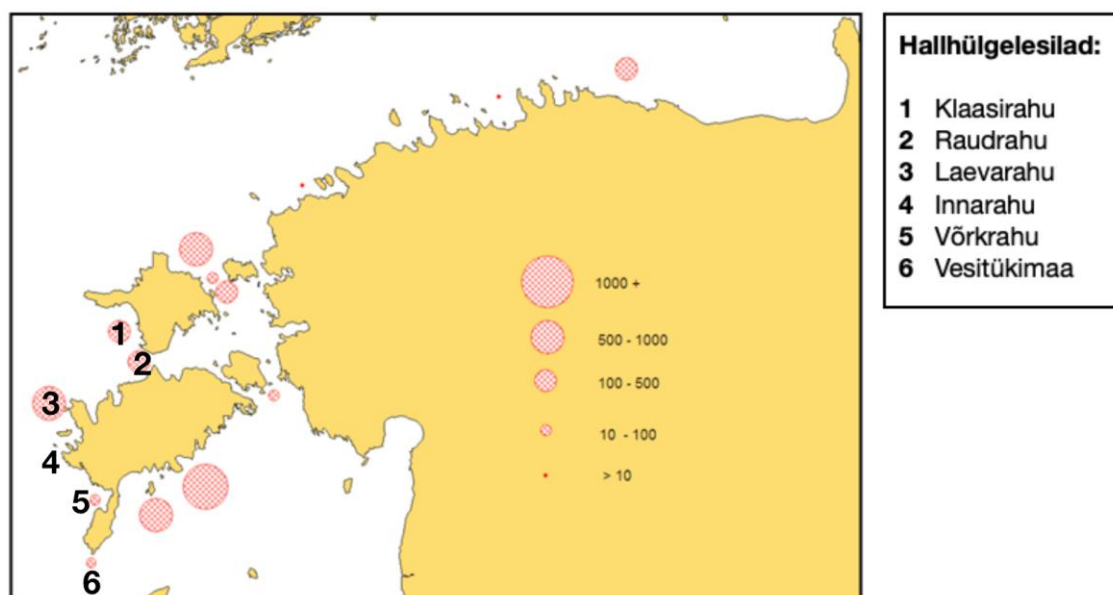 Hallhülgelesilad:
1 Klaasirahu
2 Raudrahu
3 Laevarahu
4 Innarahu
5 Võrkrahu
6 Vesitükimaa
1000 +
500 - 1000
100 - 500
10 - 100
> 10
1
2
3
4
5
6